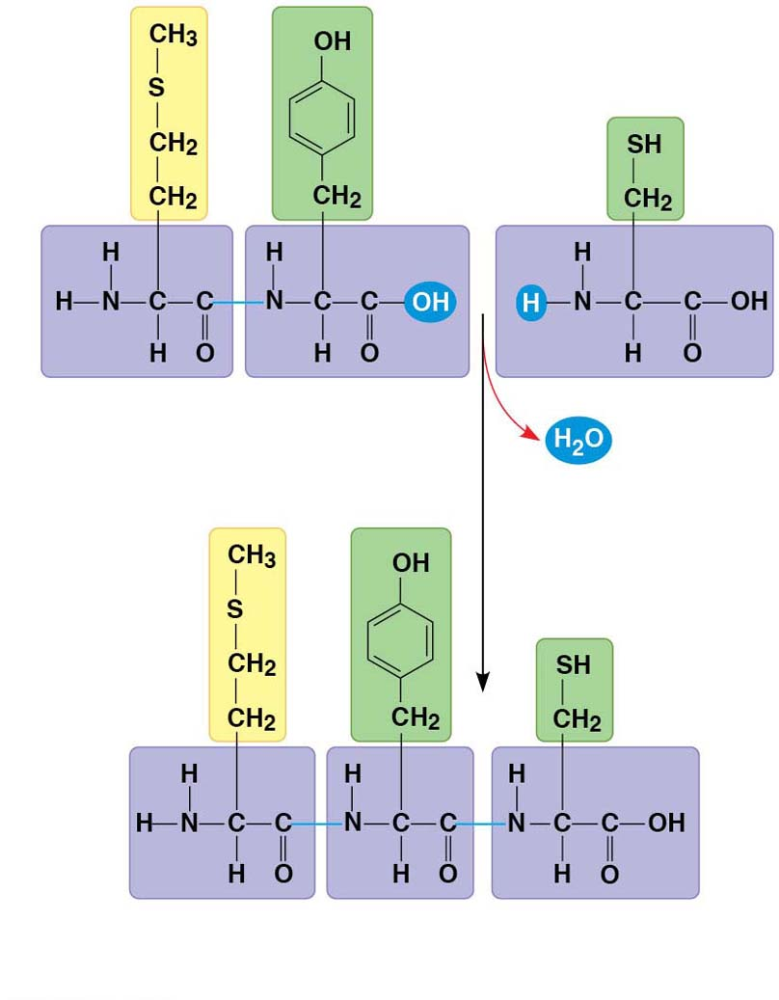 CH3 OH
S
CH2 SH
CH2 CH2 CH2
H H H
H N C C N C C OH H N C C OH
H O H O H O
H2O
CH3 OH
S
CH2 SH
CH2 CH2 CH2
H H H
H N C C N C C N C C OH
H O H O H O